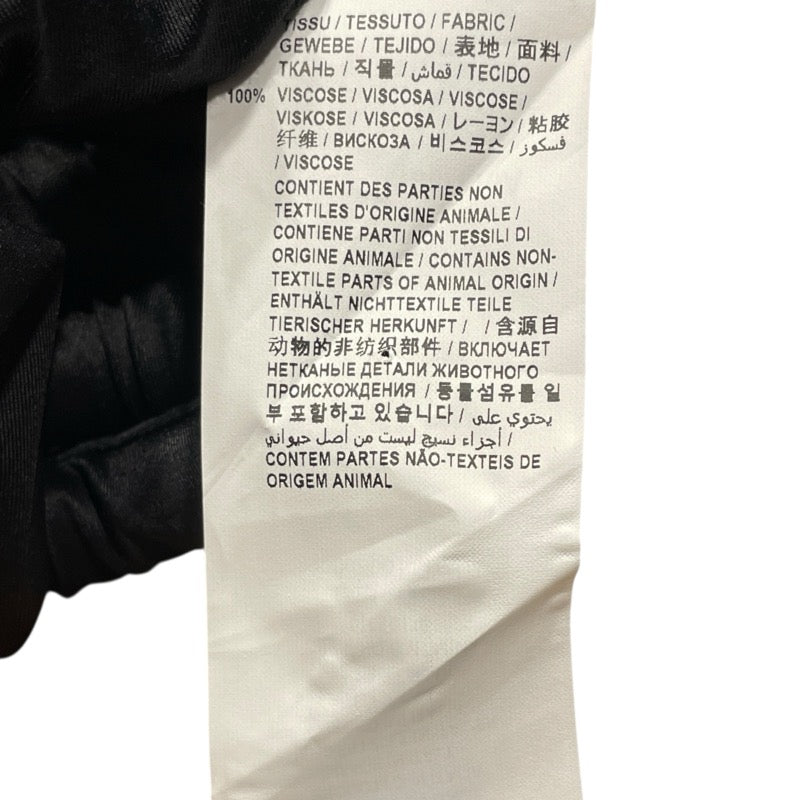 TISSU / TESSUTO / FABRIC /
GEWEBE / TEJIDO / 表地 / 面料 /
ТКАНЬ / 직물 / قماش / TECIDO
100% VISCOSE / VISCOSA / VISCOSE /
VISKOSE / VISCOSA / レーヨン / 粘胶
纤维 / ВИСКОЗА / 비스코스 / فسكوز
/ VISCOSE
CONTIENT DES PARTIES NON
TEXTILES D'ORIGINE ANIMALE /
CONTIENE PARTI NON TESSILI DI
ORIGINE ANIMALE / CONTAINS NON-
TEXTILE PARTS OF ANIMAL ORIGIN /
ENTHÄLT NICHTTEXTILE TEILE
TIERISCHER HERKUNFT / / 含源自
动物的非纺织部件 / ВКЛЮЧАЕТ
НЕТКАНЫЕ ДЕТАЛИ ЖИВОТНОГО
ПРОИСХОЖДЕНИЯ / 동물섬유를 일
부 포함하고 있습니다 / يحتوي على
أجزاء نسيج ليست من أصل حيواني /
CONTEM PARTES NÃO-TEXTEIS DE
ORIGEM ANIMAL